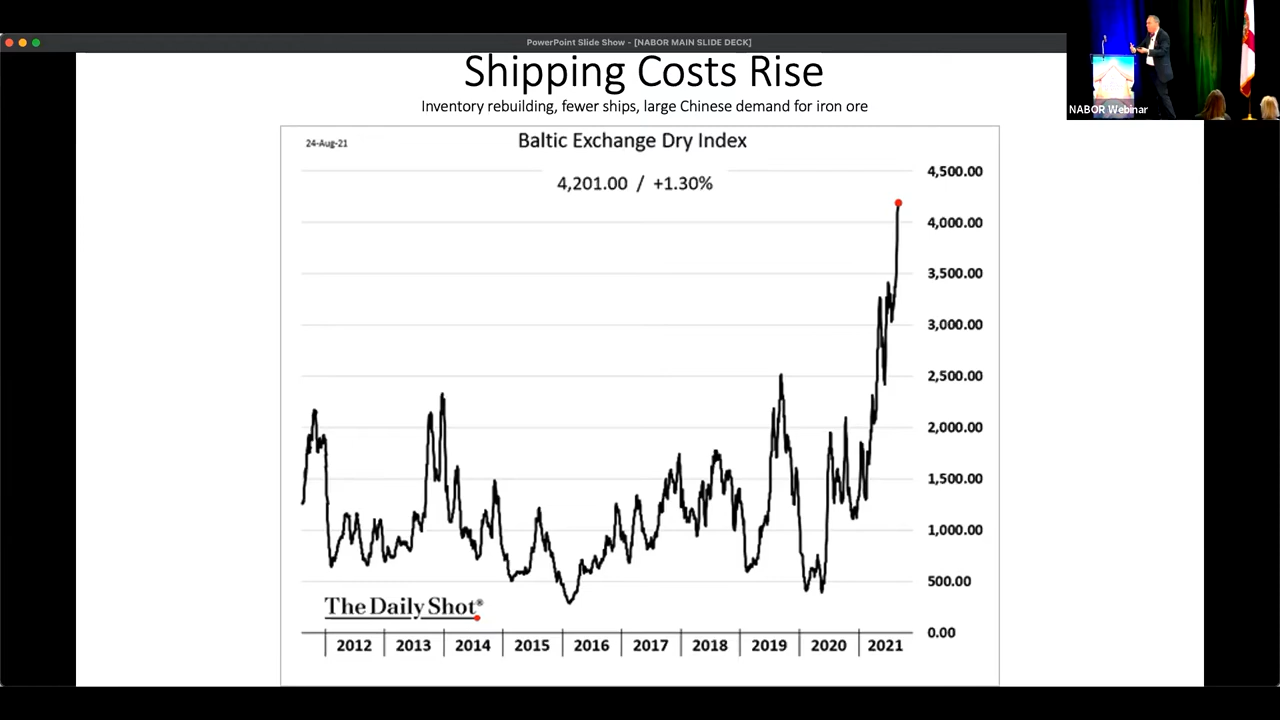 PowerPoint Slide Show - [NABOR MAIN SLIDE DECK]
NABOR Webinar
Shipping Costs Rise
Inventory rebuilding, fewer ships, large Chinese demand for iron ore
24-Aug-21
Baltic Exchange Dry Index
4,201.00 / +1.30%
4,500.00
4,000.00
3,500.00
3,000.00
2,500.00
2,000.00
1,500.00
1,000.00
500.00
0.00
The Daily Shot®
2012 2013 2014 2015 2016 2017 2018 2019 2020 2021